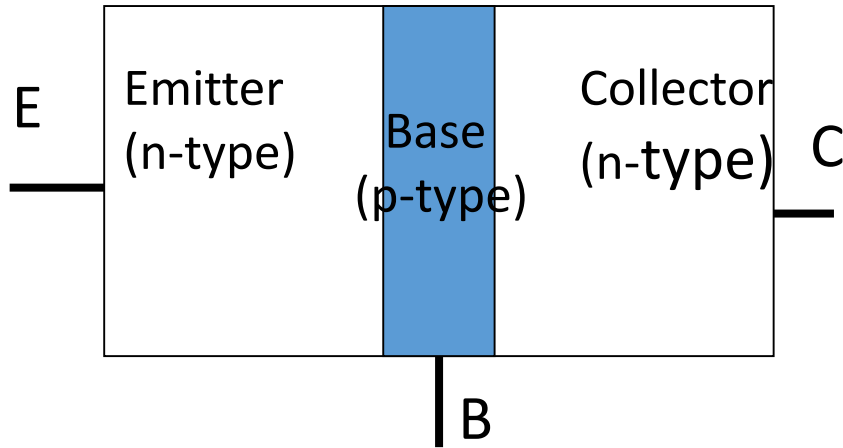 E
Emitter
(n-type)
Base
(p-type)
Collector
(n-type)
C
B